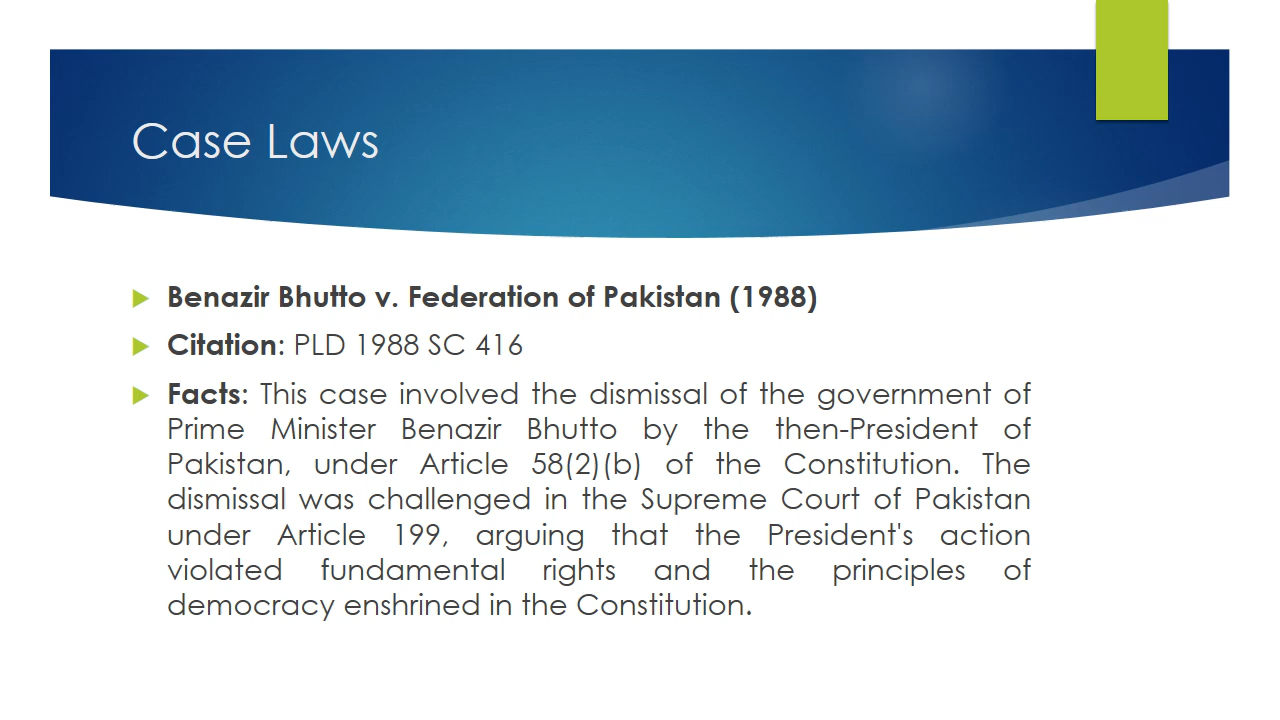 Case Laws
Benazir Bhutto v. Federation of Pakistan (1988)
Citation: PLD 1988 SC 416
Facts: This case involved the dismissal of the government of
Prime Minister Benazir Bhutto by the then-President of
Pakistan, under Article 58(2)(b) of the Constitution. The
dismissal was challenged in the Supreme Court of Pakistan
under Article 199, arguing that the President's action
violated fundamental rights and the principles of
democracy enshrined in the Constitution.